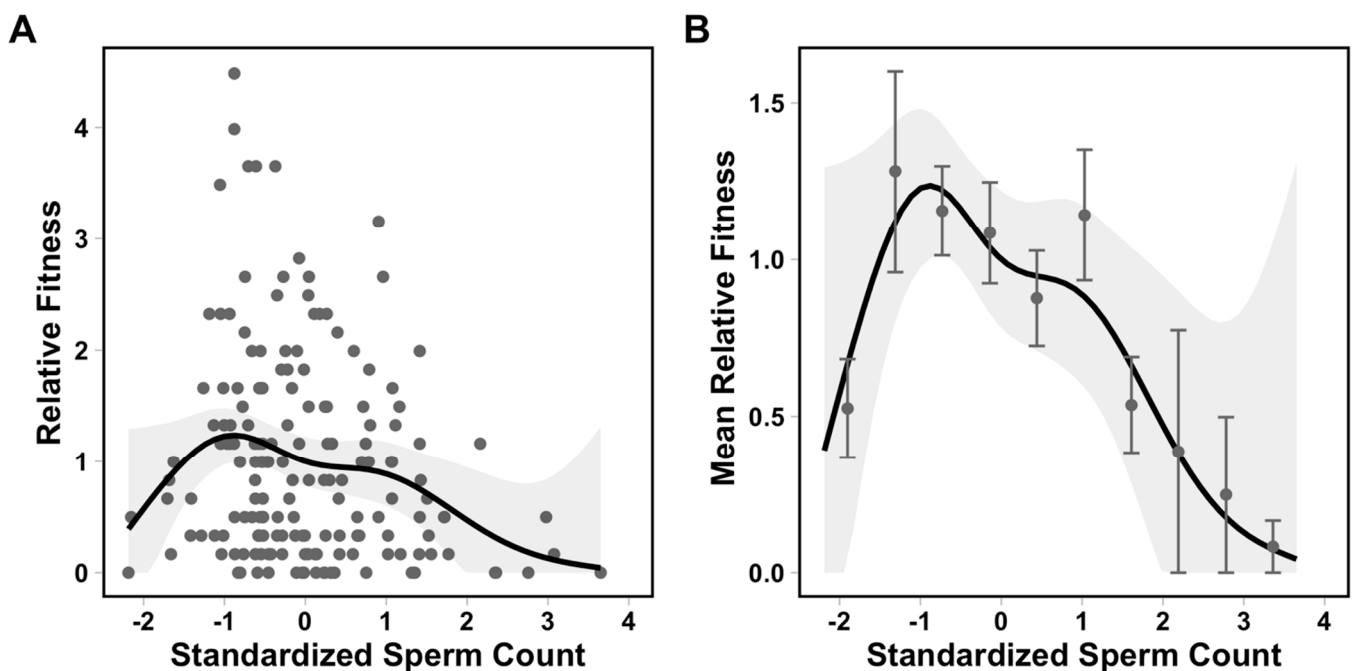 A
Relative Fitness
4
3
2
1
0
-2 -1 0 1 2 3 4
Standardized Sperm Count
B
Mean Relative Fitness
1.5
1.0
0.5
0.0
-2 -1 0 1 2 3 4
Standardized Sperm Count